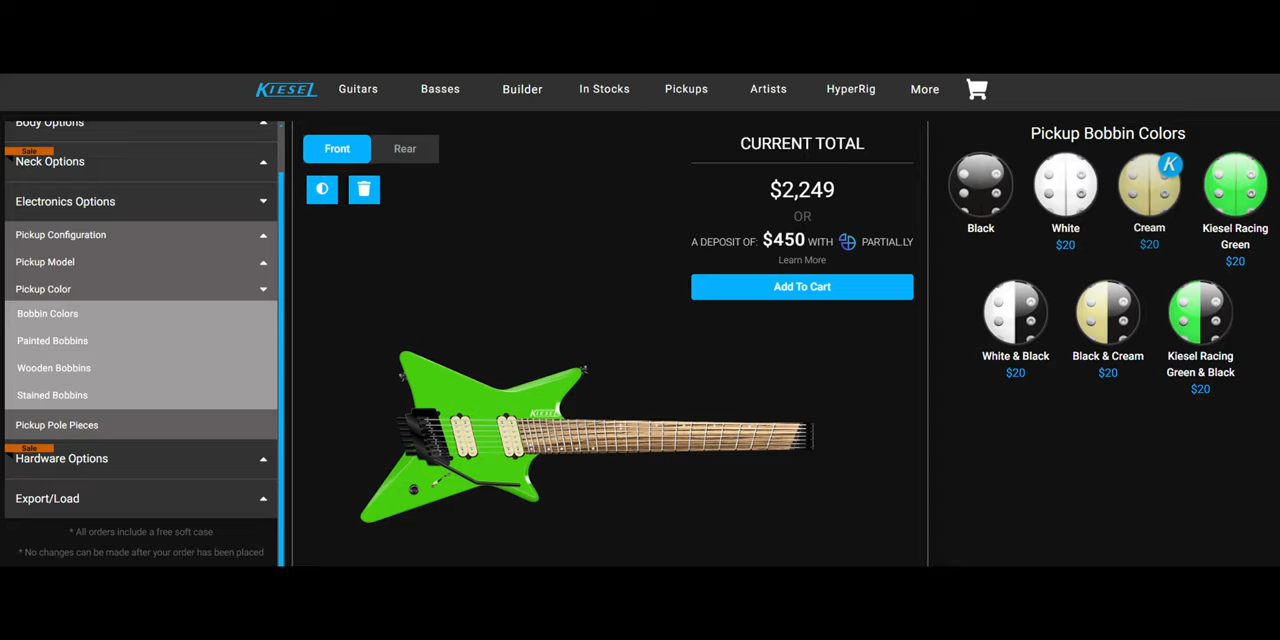 KIESEL
Guitars
Basses
Builder
In Stocks
Pickups
Artists
HyperRig
More
Body Options
Sale
Neck Options
Electronics Options
Pickup Configuration
Pickup Model
Pickup Color
Bobbin Colors
Painted Bobbins
Wooden Bobbins
Stained Bobbins
Pickup Pole Pieces
Sale
Hardware Options
Export/Load
* All orders include a free soft case
* No changes can be made after your order has been placed
Front
Rear
KIESEL
CURRENT TOTAL
$2,249
OR
A DEPOSIT OF: $450 WITH PARTIAL.LY
Learn More
Add To Cart
Pickup Bobbin Colors
Black
White
$20
K
Cream
$20
Kiesel Racing
Green
$20
White & Black
$20
Black & Cream
$20
Kiesel Racing
Green & Black
$20